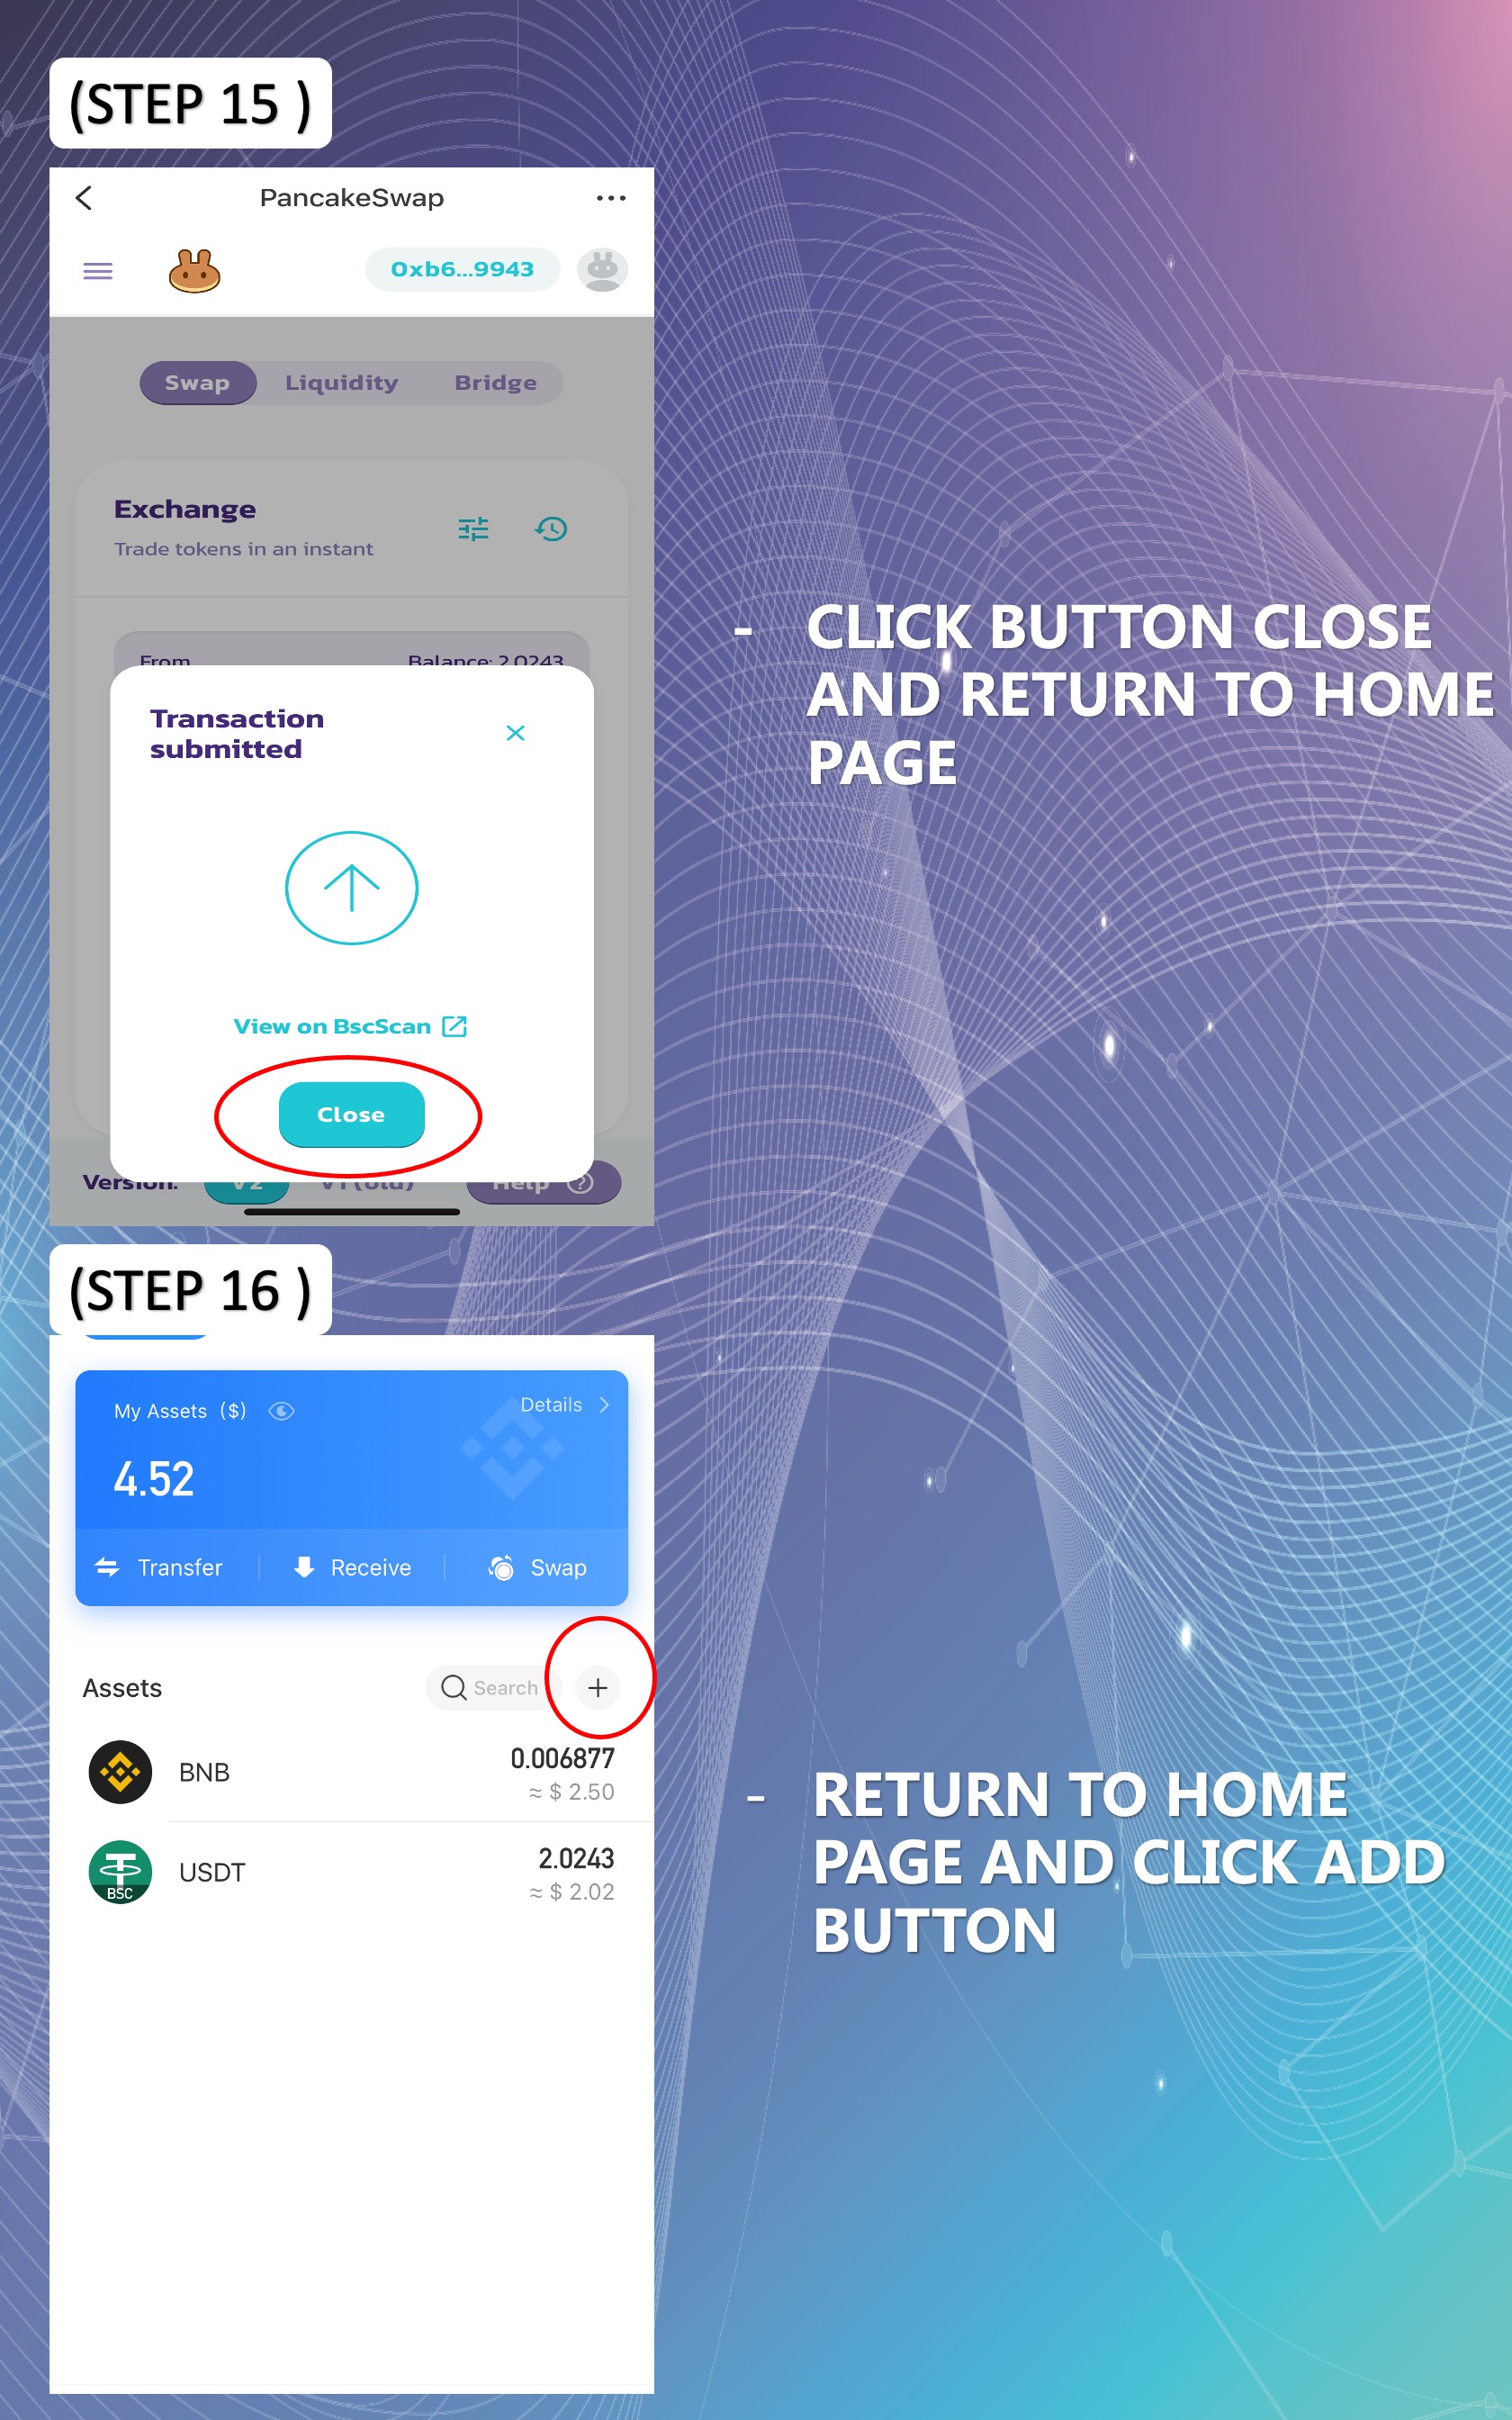 (STEP 15 )
PancakeSwap
0xb6...9943
Swap Liquidity Bridge
Exchange
Trade tokens in an instant
From Balance: 2.0243
Transaction
submitted
View on BscScan
Close
Version: V2 V1 (old) Help
- CLICK BUTTON CLOSE
AND RETURN TO HOME
PAGE
(STEP 16 )
My Assets ($) Details
4.52
Transfer Receive Swap
Assets Search
BNB 0.006877
≈ $ 2.50
USDT 2.0243
BSC ≈ $ 2.02
- RETURN TO HOME
PAGE AND CLICK ADD
BUTTON